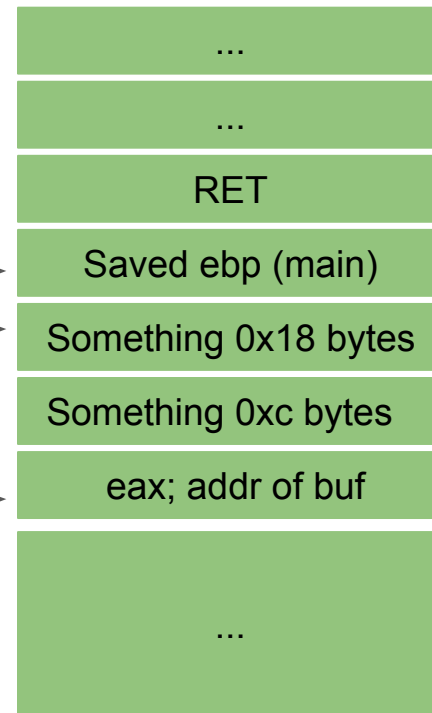 ...
...
RET
Saved ebp (main)
Something 0x18 bytes
Something 0xc bytes
eax; addr of buf
...